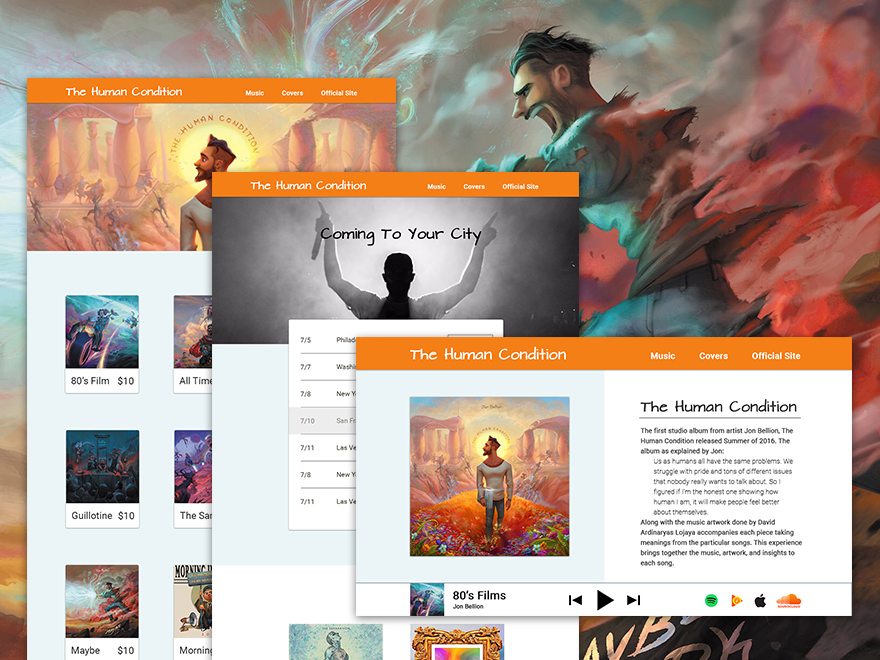 The Human Condition
Music
Covers
Official Site
THE HUMAN CONDITION
80's Film
$10
All Time
Guillotine
$10
The Sar
Maybe
$10
MORNIN
Morning
The Human Condition
Music
Covers
Official Site
Coming To Your City
7/5
7/7
7/8
New Y
7/10
San Fr
7/11
Las Ve
7/8
New Y
7/11
Las Ve
The Human Condition
Music
Covers
Official Site
Jon Bellion
The Human Condition
The first studio album from artist Jon Bellion, The
Human Condition released Summer of 2016. The
album as explained by Jon:
Us as humans all have the same problems. We
struggle with pride and tons of different issues
that nobody really wants to talk about. So I
figured if I'm the honest one showing how
human I am, it will make people feel better
about themselves.
Along with the music artwork done by David
Ardinaryas Lojaya accompanies each piece taking
meanings from the particular songs. This experience
brings together the music, artwork, and insights to
each song.
80's Films
Jon Bellion